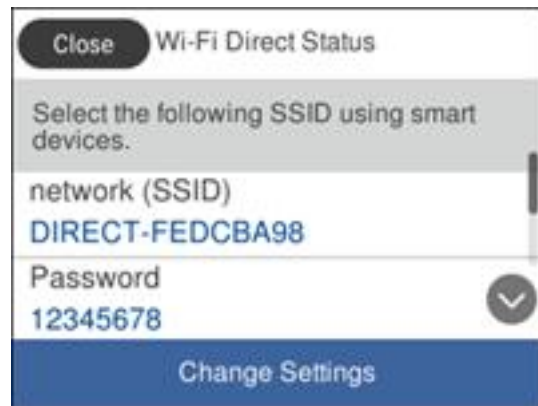 Close Wi-Fi Direct Status
Select the following SSID using smart
devices.
network (SSID)
DIRECT-FEDCBA98
Password
12345678
Change Settings